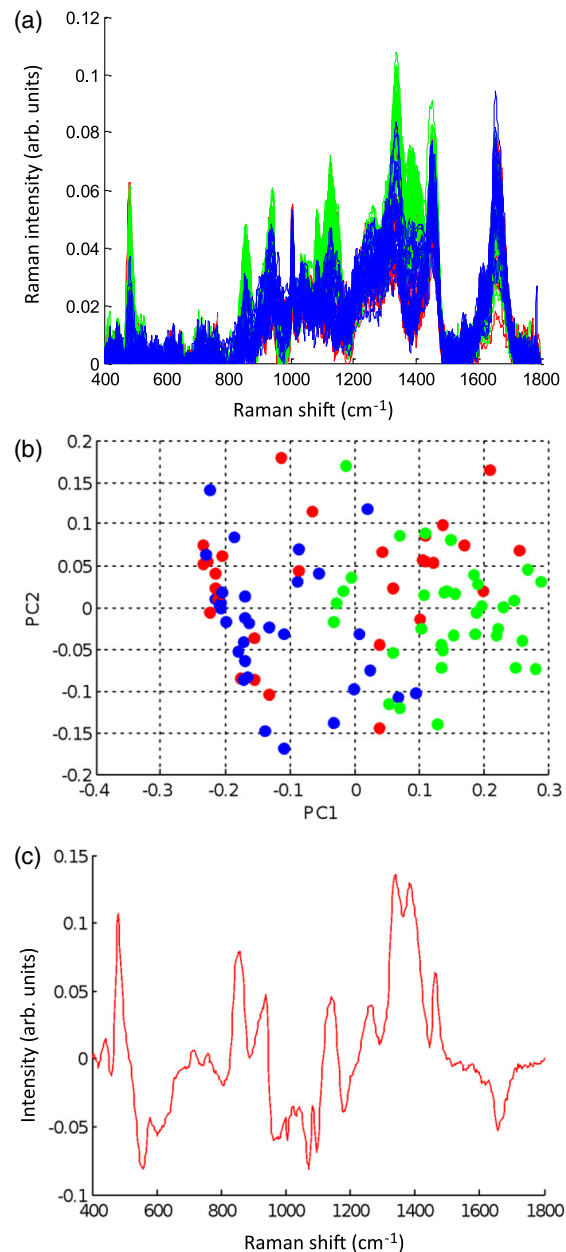 (a)
Raman intensity (arb. units)
0.12
0.1
0.08
0.06
0.04
0.02
0
400 600 800 1000 1200 1400 1600 1800
Raman shift (cm-1)
(b)
PC2
0.2
0.15
0.1
0.05
0
-0.05
-0.1
-0.15
-0.2
-0.4 -0.3 -0.2 -0.1 0 0.1 0.2 0.3
PC1
(c)
Intensity (arb. units)
0.15
0.1
0.05
0
-0.05
-0.1
400 600 800 1000 1200 1400 1600 1800
Raman shift (cm-1)